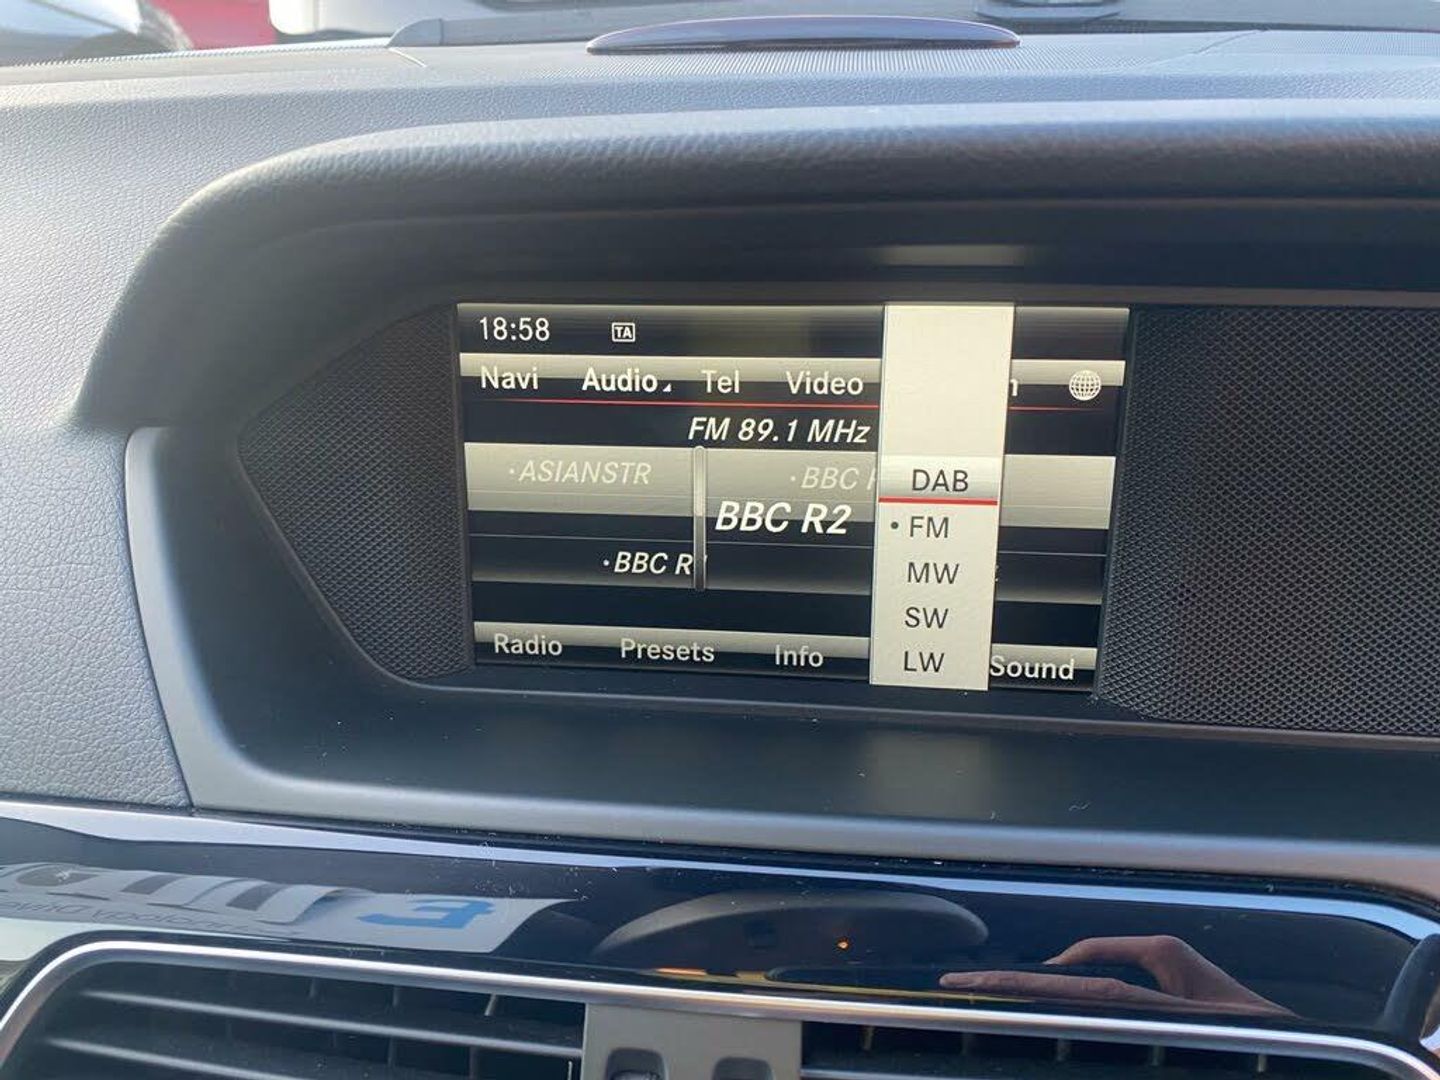 18:58 TA
Navi Audio Tel Video
FM 89.1 MHz
·ASIANSTR ·BBC
BBC R2
·BBC R
DAB
• FM
MW
SW
LW
Radio Presets Info Sound